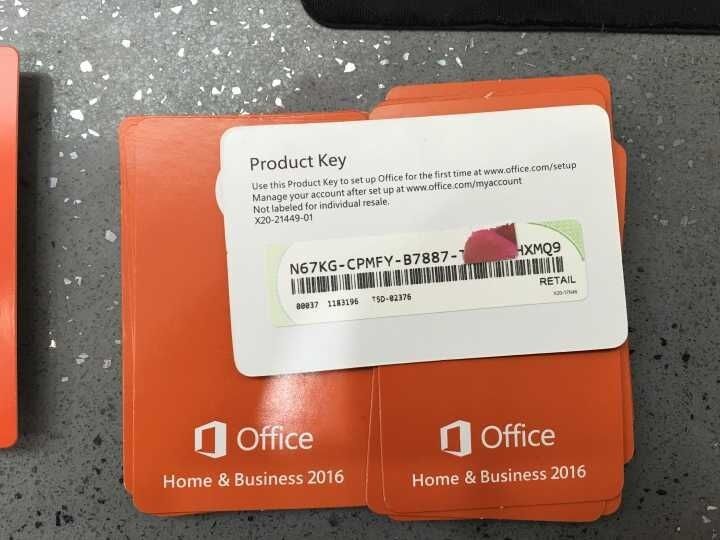 Product Key
Use this Product Key to set up Office for the first time at www.office.com/setup
Manage your account after set up at www.office.com/myaccount
Not labeled for individual resale.
X20-21449-01
N67KG-CPMFY-B7887- HXMQ9
RETAIL
00037 1183196 T5D-02376
Office
Home & Business 2016
Office
Home & Business 2016